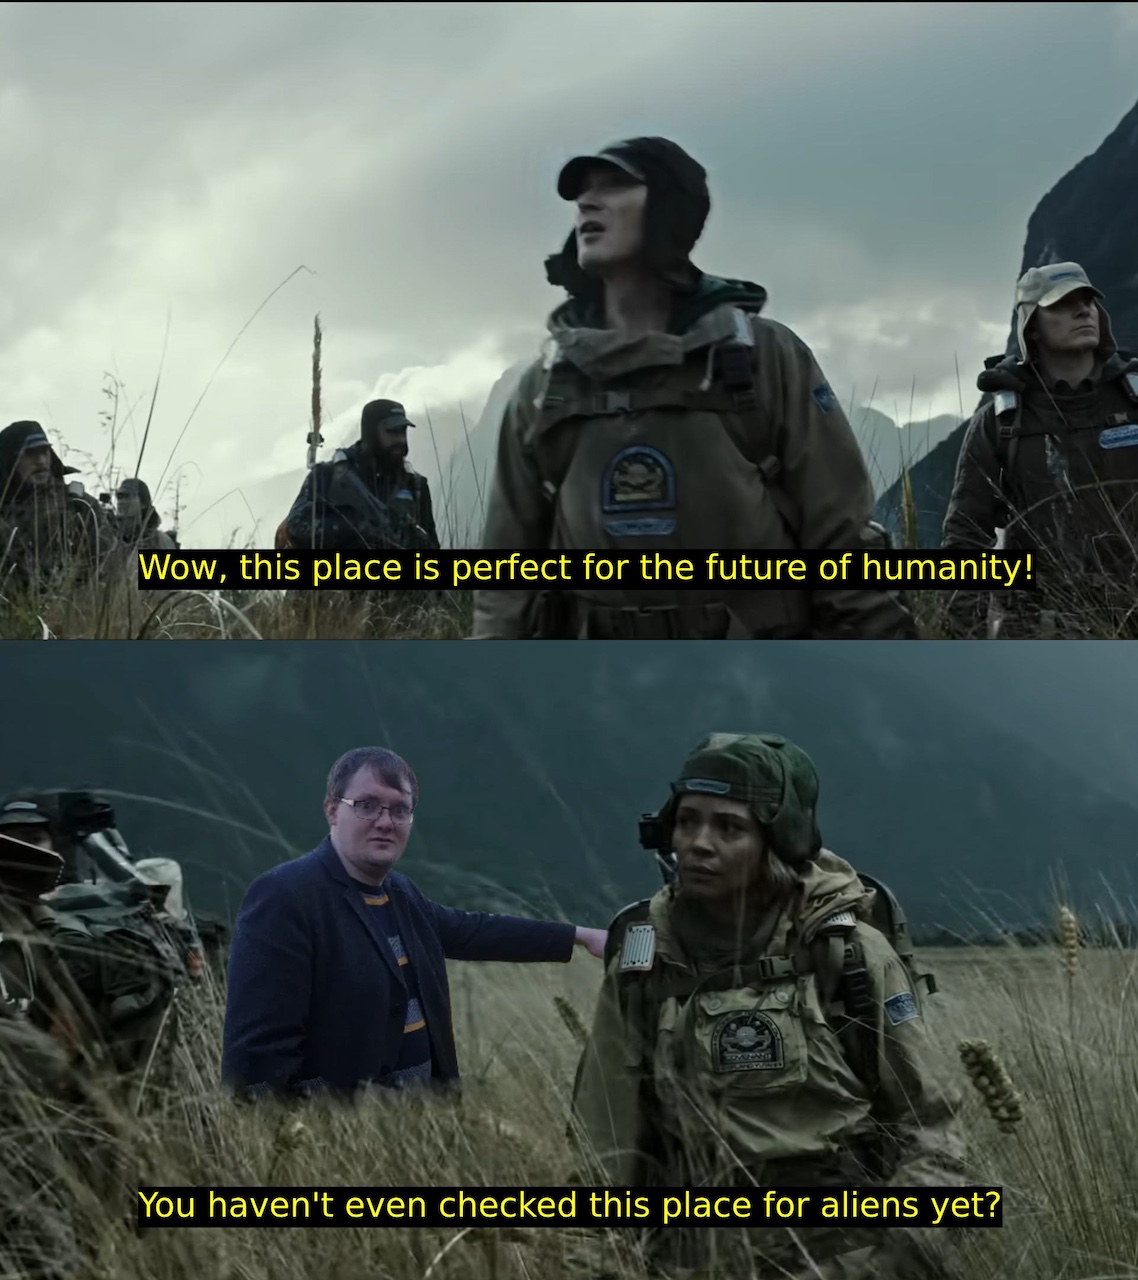 Wow, this place is perfect for the future of humanity!
COVENANT
You haven't even checked this place for aliens yet?